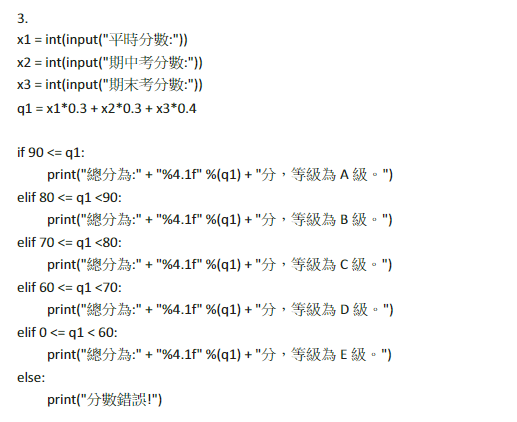 3.
x1 = int(input("平時分數:"))
x2 = int(input("期中考分數:"))
x3 = int(input("期末考分數:"))
q1 = x1*0.3 + x2*0.3 + x3*0.4
if 90 <= q1:
print("總分為:" + "%4.1f" %(q1) + "分，等級為 A 級。")
elif 80 <= q1 <90:
print("總分為:" + "%4.1f" %(q1) + "分，等級為 B 級。")
elif 70 <= q1 <80:
print("總分為:" + "%4.1f" %(q1) + "分，等級為 C 級。")
elif 60 <= q1 <70:
print("總分為:" + "%4.1f" %(q1) + "分，等級為 D 級。")
elif 0 <= q1 < 60:
print("總分為:" + "%4.1f" %(q1) + "分，等級為 E 級。")
else:
print("分數錯誤!")